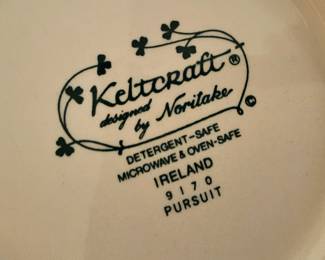 Keltcraft ®
designed
by Noritake
©
DETERGENT-SAFE
MICROWAVE & OVEN-SAFE
IRELAND
9170
PURSUIT